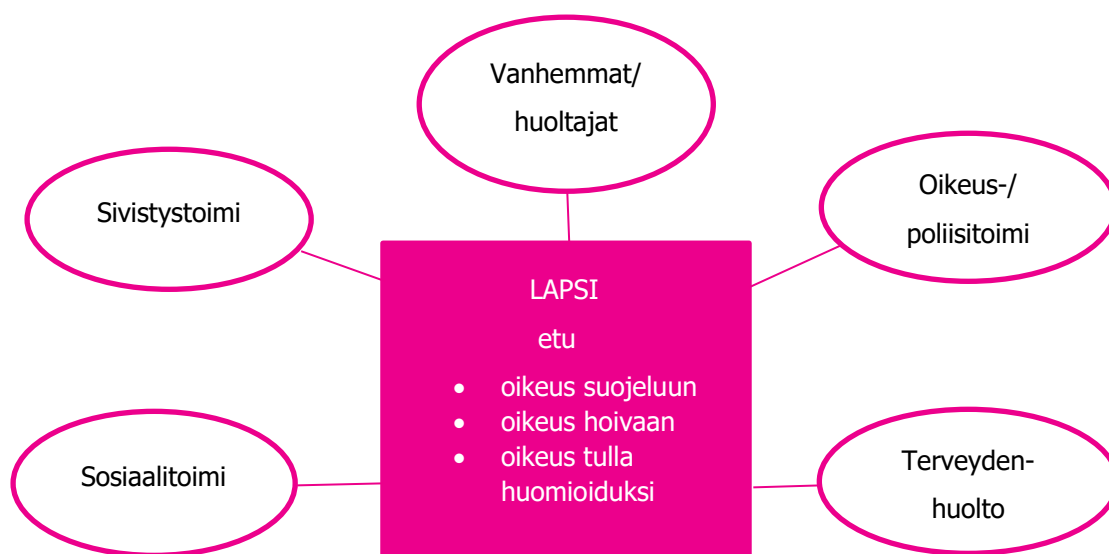 Vanhemmat/
huoltajat
Sivistystoimi
Oikeus-/
poliisitoimi
LAPSI
etu
• oikeus suojeluun
• oikeus hoivaan
• oikeus tulla
huomioiduksi
Sosiaalitoimi
Terveyden-
huolto